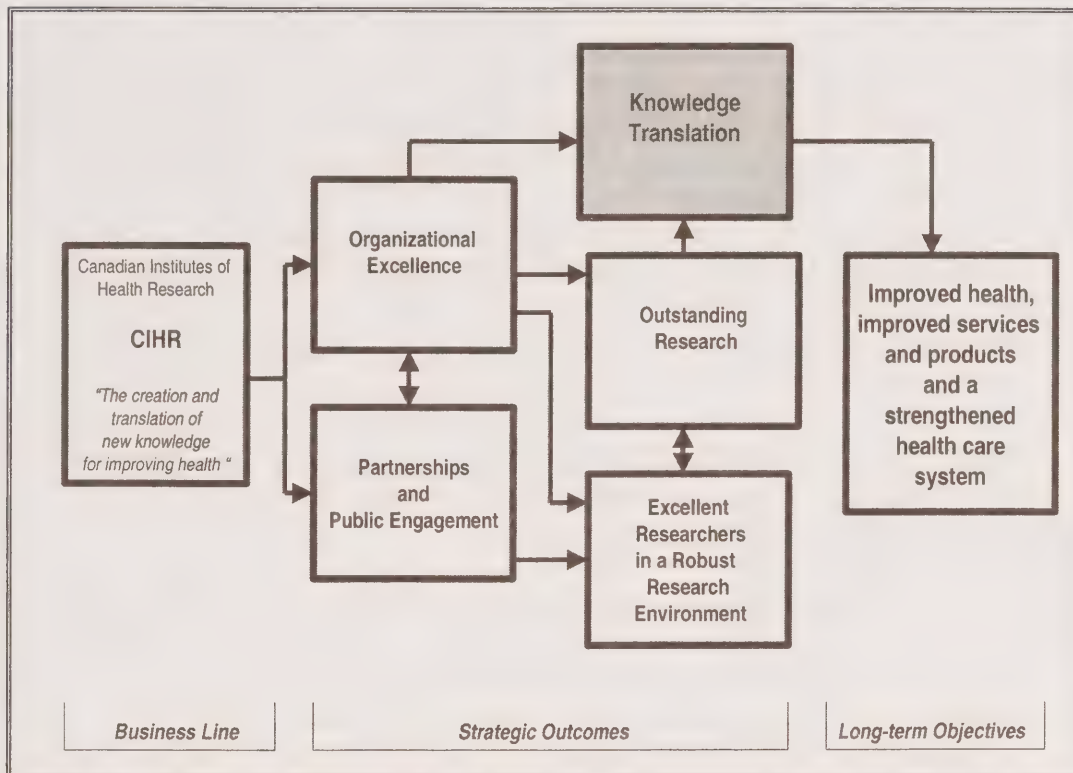 Canadian Institutes of
Health Research
CIHR
"The creation and
translation of
new knowledge
for improving health "
Organizational
Excellence
Partnerships
and
Public Engagement
Knowledge
Translation
Outstanding
Research
Excellent
Researchers
in a Robust
Research
Environment
Improved health,
improved services
and products
and a
strengthened
health care
system
Business Line
Strategic Outcomes
Long-term Objectives